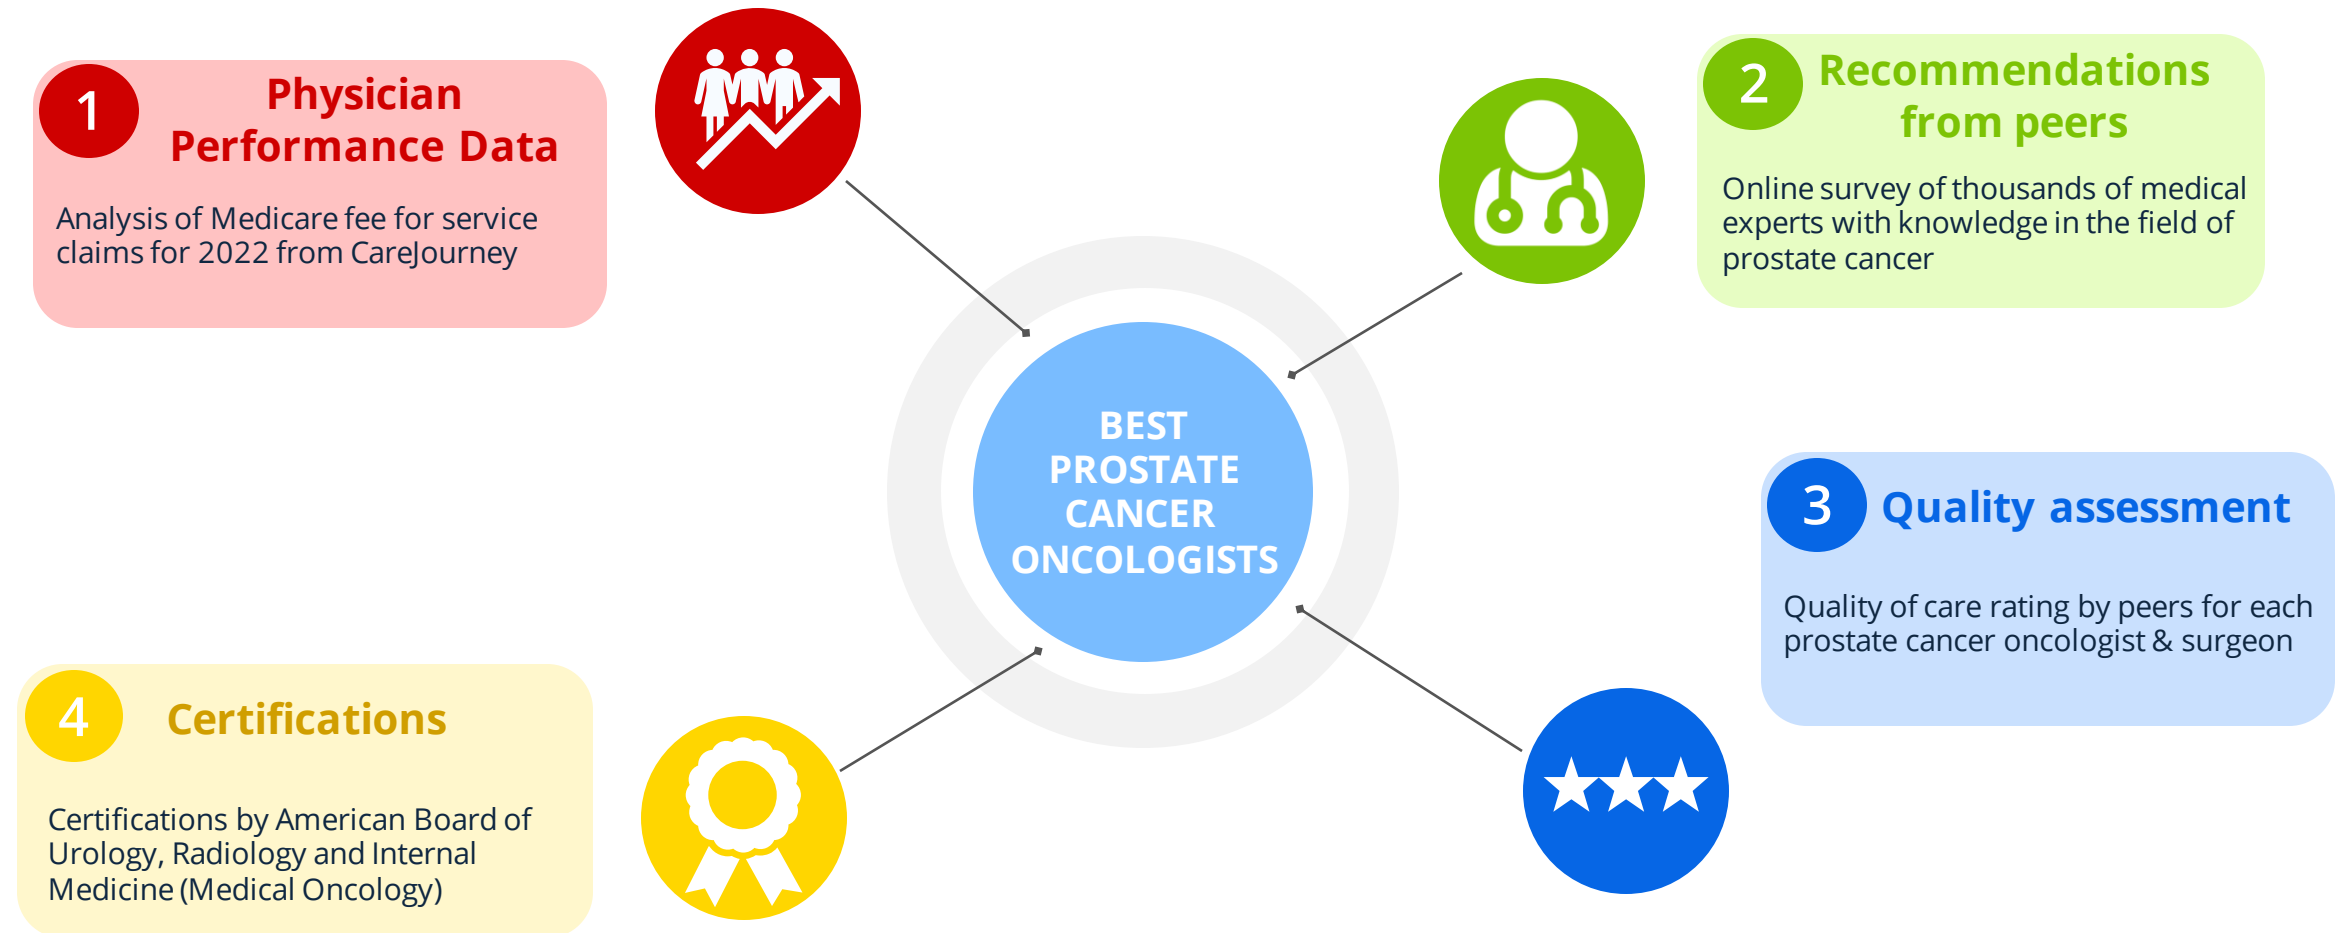 1
Physician
Performance Data
Analysis of Medicare fee for service
claims for 2022 from CareJourney
2
Recommendations
from peers
Online survey of thousands of medical
experts with knowledge in the field of
prostate cancer
BEST
PROSTATE
CANCER
ONCOLOGISTS
3
Quality assessment
Quality of care rating by peers for each
prostate cancer oncologist & surgeon
4
Certifications
Certifications by American Board of
Urology, Radiology and Internal
Medicine (Medical Oncology)